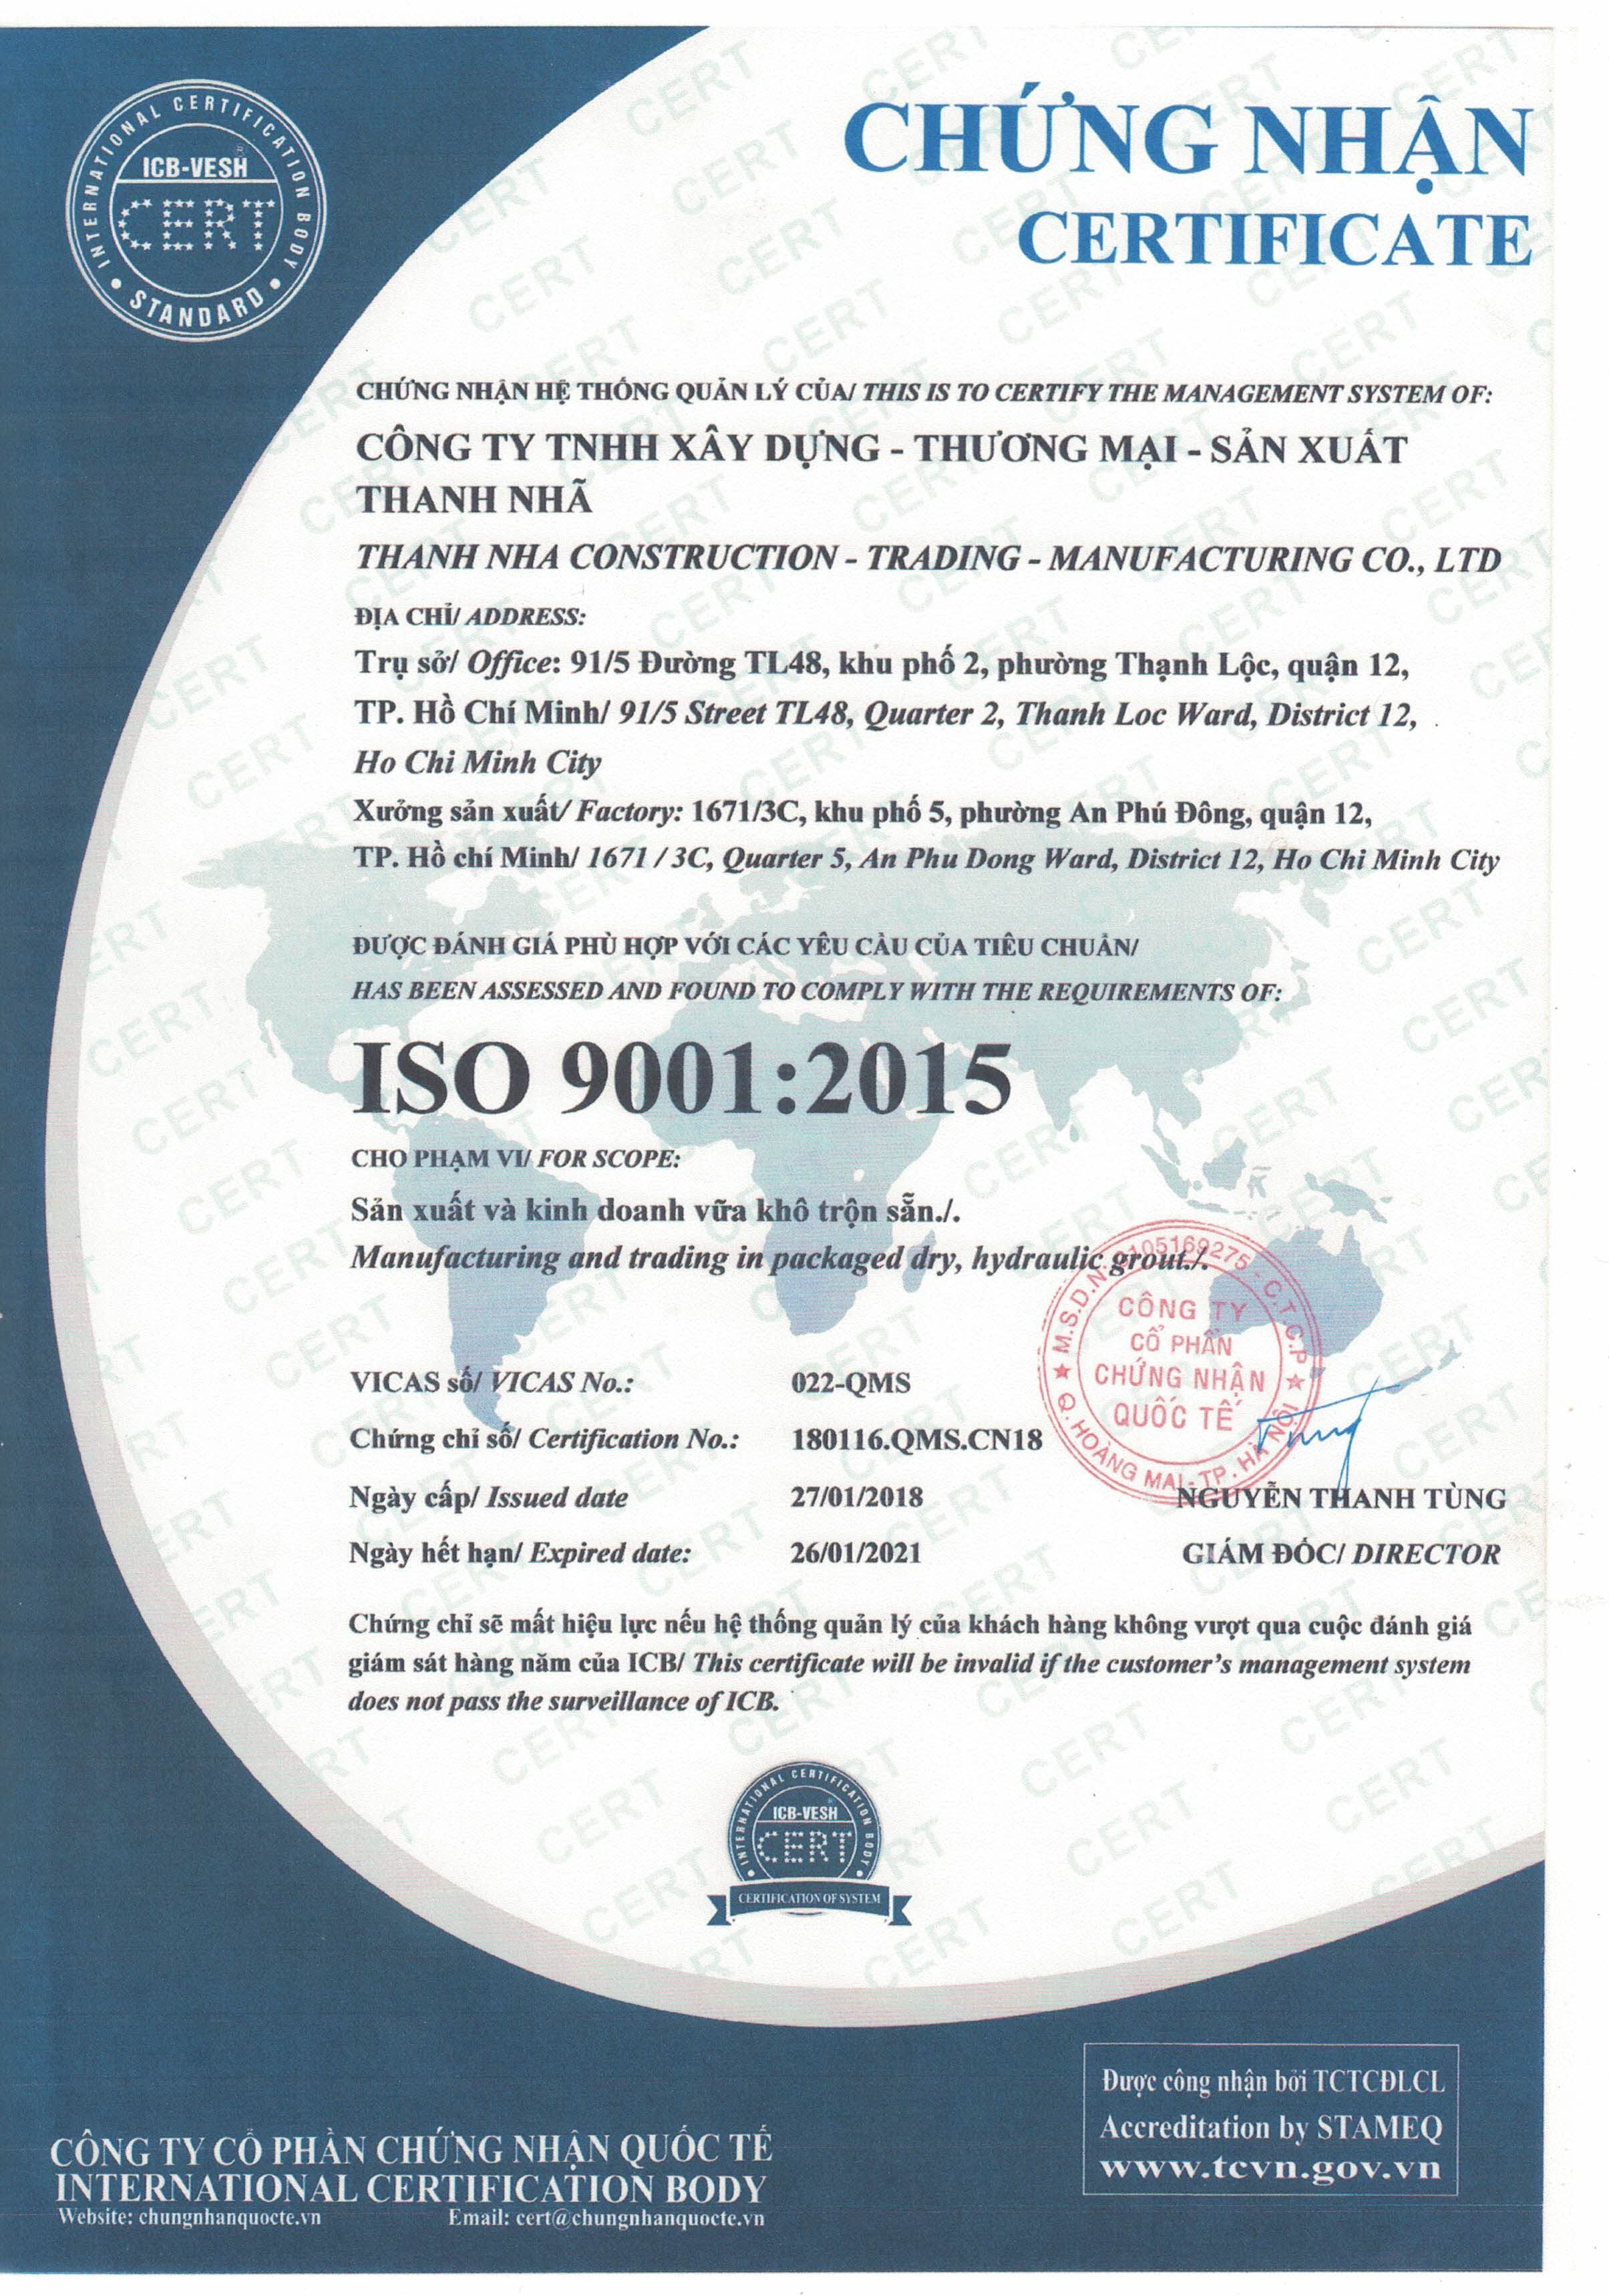 INTERNATIONAL CERTIFICATION BODY
ICB-VESH
CERT
STANDARD
CHỨNG NHẬN
CERTIFICATE
CHỨNG NHẬN HỆ THỐNG QUẢN LÝ CỦA/ THIS IS TO CERTIFY THE MANAGEMENT SYSTEM OF:
CÔNG TY TNHH XÂY DỰNG - THƯƠNG MẠI - SẢN XUẤT
THANH NHÃ
THANH NHA CONSTRUCTION - TRADING - MANUFACTURING CO., LTD
ĐỊA CHỈ/ ADDRESS:
Trụ sở/ Office: 91/5 Đường TL48, khu phố 2, phường Thạnh Lộc, quận 12,
TP. Hồ Chí Minh/ 91/5 Street TL48, Quarter 2, Thanh Loc Ward, District 12,
Ho Chi Minh City
Xưởng sản xuất/ Factory: 1671/3C, khu phố 5, phường An Phú Đông, quận 12,
TP. Hồ chí Minh/ 1671 / 3C, Quarter 5, An Phu Dong Ward, District 12, Ho Chi Minh City
ĐƯỢC ĐÁNH GIÁ PHÙ HỢP VỚI CÁC YÊU CẦU CỦA TIÊU CHUẨN/
HAS BEEN ASSESSED AND FOUND TO COMPLY WITH THE REQUIREMENTS OF:
ISO 9001:2015
CHO PHẠM VI/ FOR SCOPE:
Sản xuất và kinh doanh vữa khô trộn sẵn./.
Manufacturing and trading in packaged dry, hydraulic grout./.
M.S.D.N: 0105169275 - C.T.C.P
CÔNG TY
CỔ PHẦN
CHỨNG NHẬN
QUỐC TẾ
Q. HOÀNG MAI - TP. HÀ NỘI
VICAS số/ VICAS No.: 022-QMS
Chứng chỉ số/ Certification No.: 180116.QMS.CN18
Ngày cấp/ Issued date 27/01/2018
NGUYỄN THANH TÙNG
Ngày hết hạn/ Expired date: 26/01/2021
GIÁM ĐỐC/ DIRECTOR
Chứng chỉ sẽ mất hiệu lực nếu hệ thống quản lý của khách hàng không vượt qua cuộc đánh giá
giám sát hàng năm của ICB/ This certificate will be invalid if the customer's management system
does not pass the surveillance of ICB.
INTERNATIONAL CERTIFICATION BODY
ICB-VESH
CERT
CERTIFICATION OF SYSTEM
Được công nhận bởi TCTCĐLCL
Accreditation by STAMEQ
www.tcvn.gov.vn
CÔNG TY CỔ PHẦN CHỨNG NHẬN QUỐC TẾ
INTERNATIONAL CERTIFICATION BODY
Website: chungnhanquocte.vn Email: cert@chungnhanquocte.vn